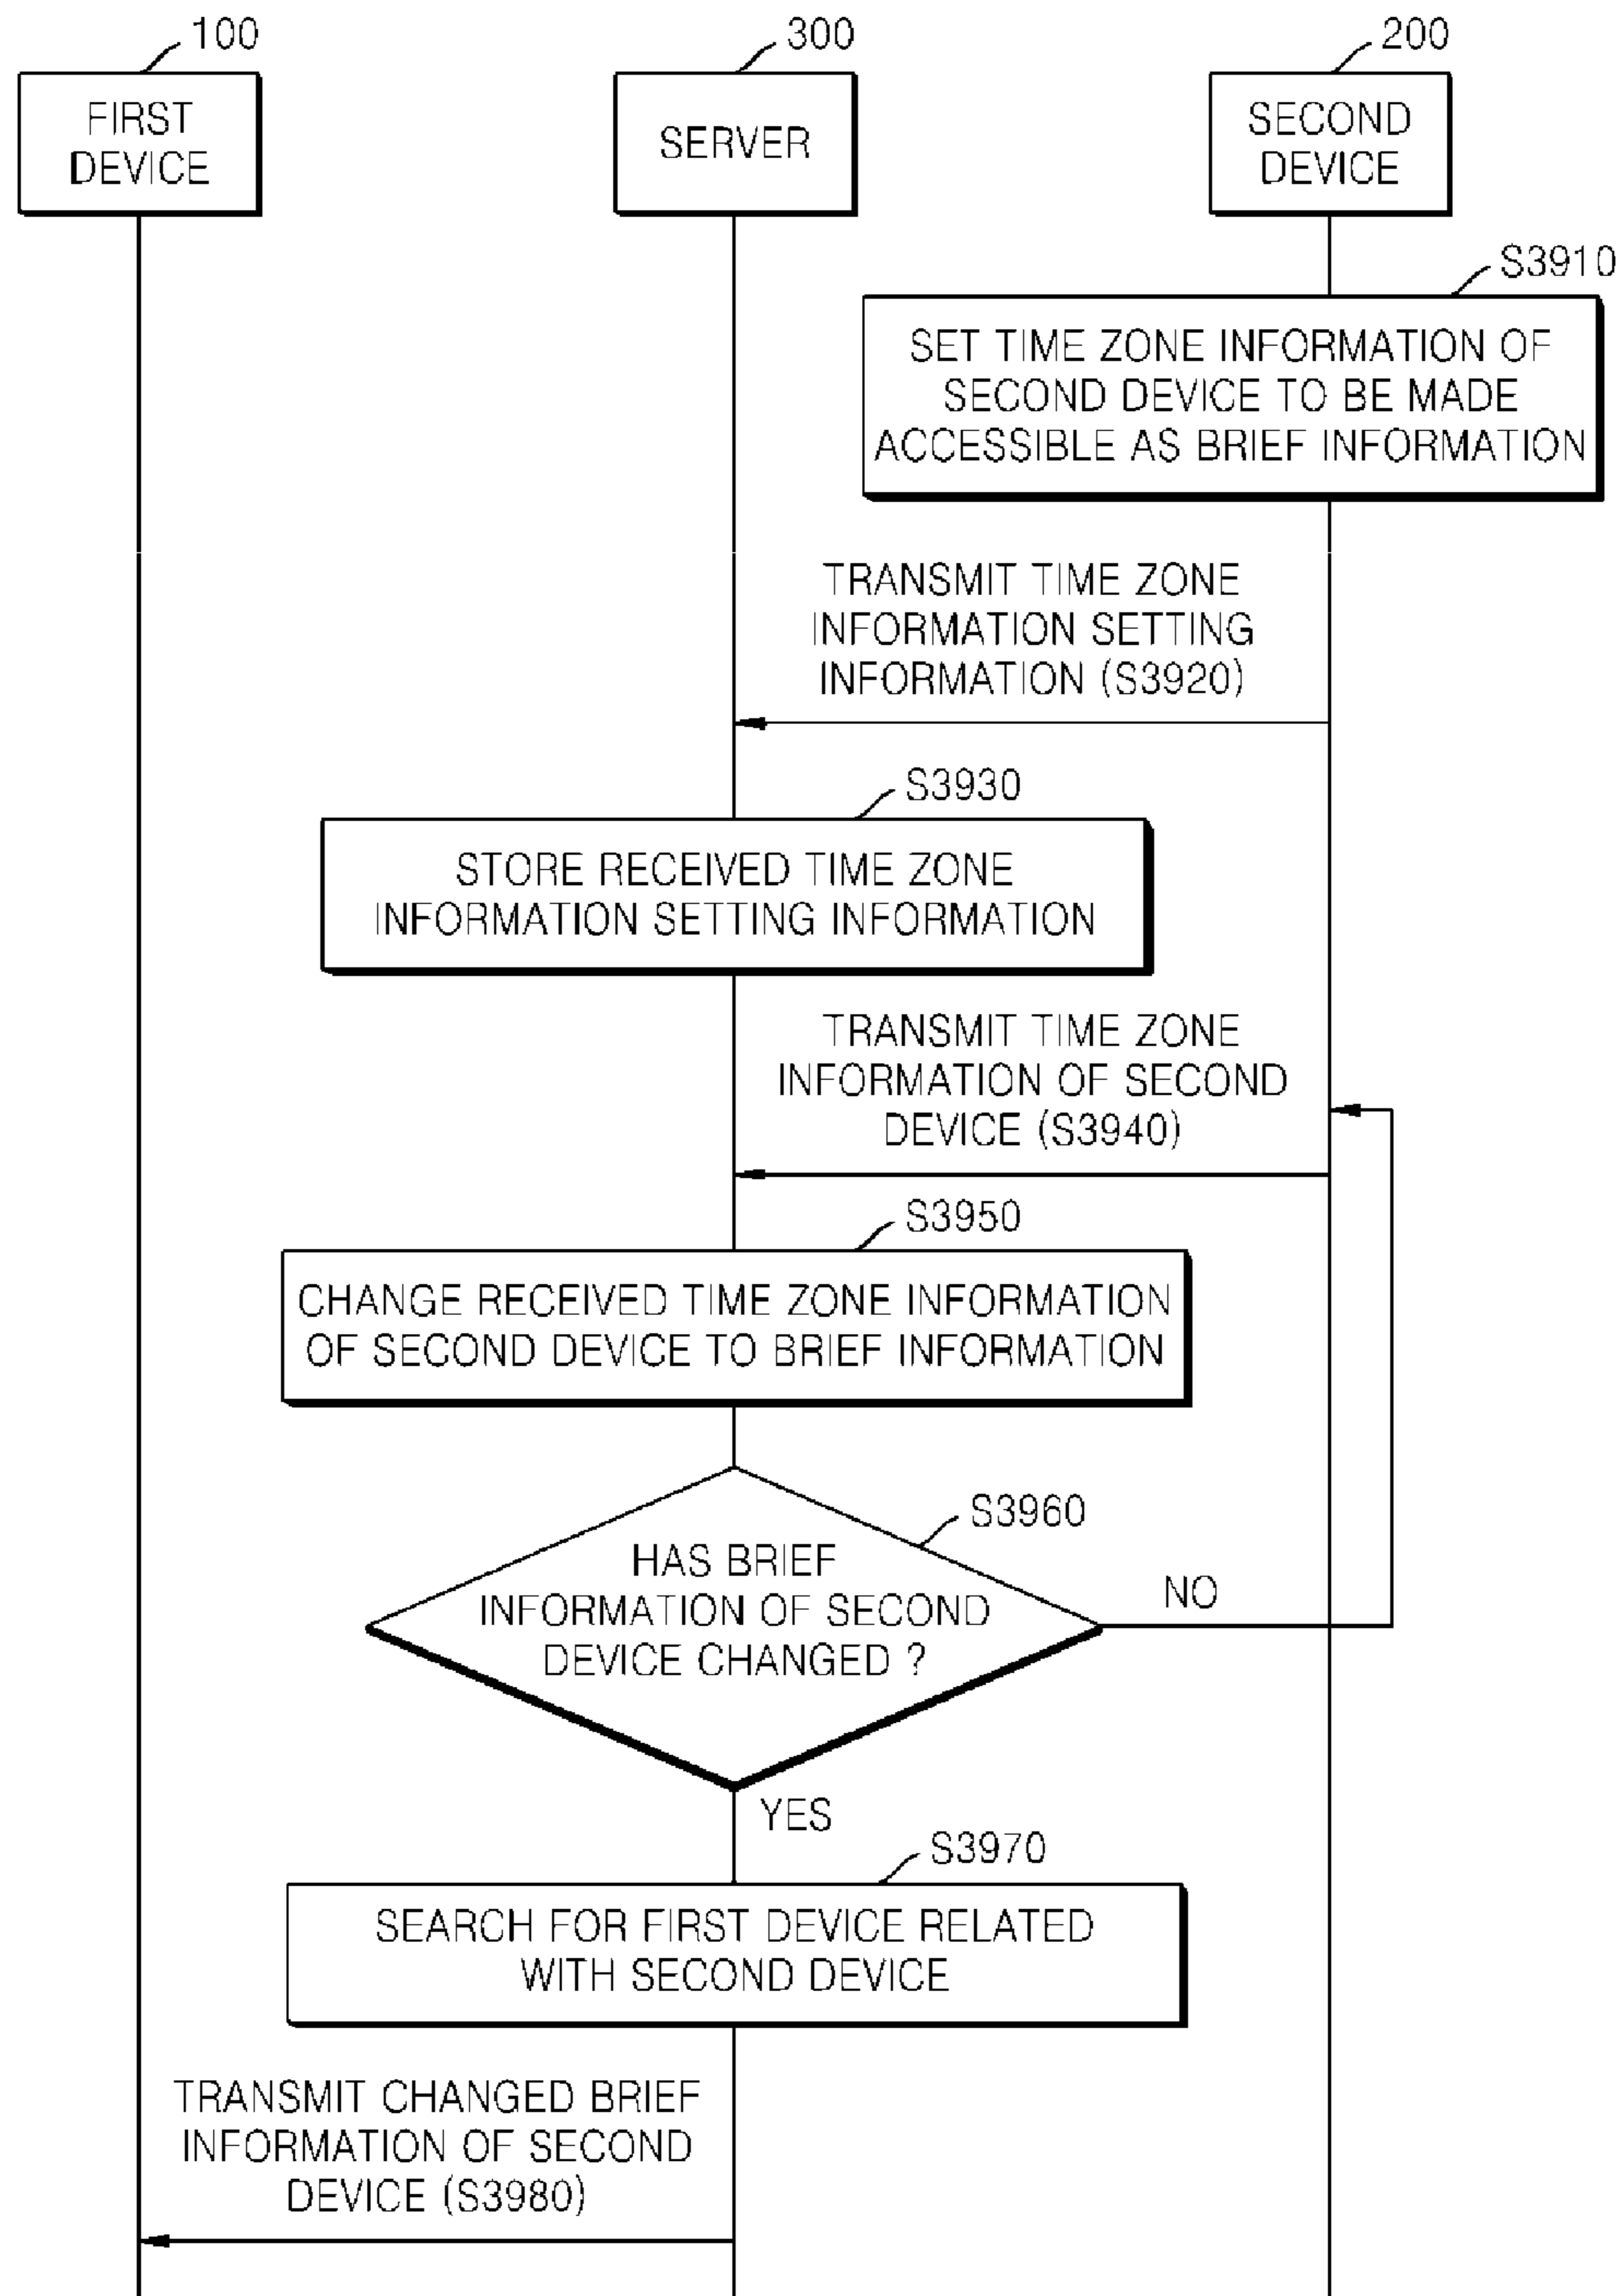 100
300
200
FIRST
DEVICE
SERVER
SECOND
DEVICE
S3910
SET TIME ZONE INFORMATION OF
SECOND DEVICE TO BE MADE
ACCESSIBLE AS BRIEF INFORMATION
TRANSMIT TIME ZONE
INFORMATION SETTING
INFORMATION (S3920)
S3930
STORE RECEIVED TIME ZONE
INFORMATION SETTING INFORMATION
TRANSMIT TIME ZONE
INFORMATION OF SECOND
DEVICE (S3940)
S3950
CHANGE RECEIVED TIME ZONE INFORMATION
OF SECOND DEVICE TO BRIEF INFORMATION
S3960
HAS BRIEF
INFORMATION OF SECOND
DEVICE CHANGED ?
NO
YES
S3970
SEARCH FOR FIRST DEVICE RELATED
WITH SECOND DEVICE
TRANSMIT CHANGED BRIEF
INFORMATION OF SECOND
DEVICE (S3980)